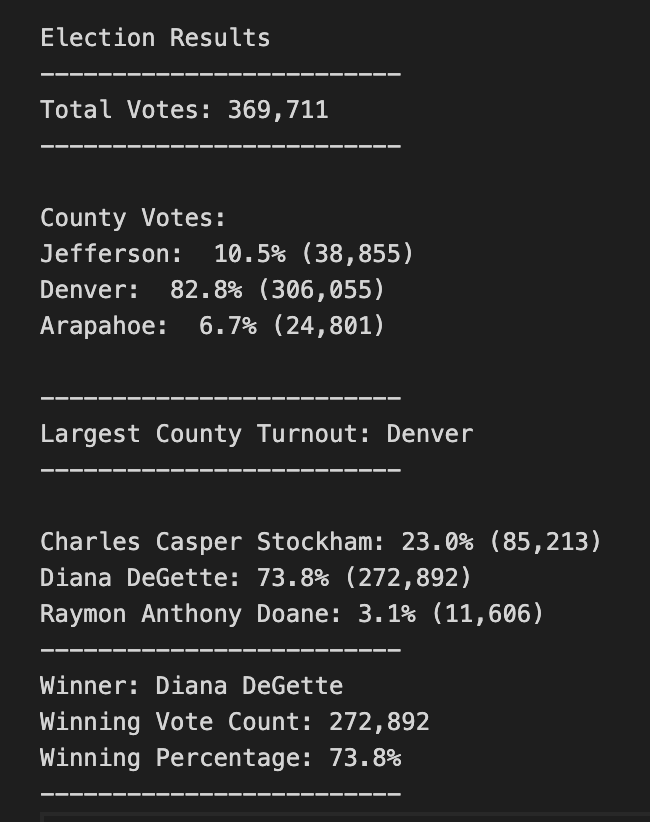 Election Results
-------------------------
Total Votes: 369,711
-------------------------
County Votes:
Jefferson:  10.5% (38,855)
Denver:  82.8% (306,055)
Arapahoe:  6.7% (24,801)
-------------------------
Largest County Turnout: Denver
-------------------------
Charles Casper Stockham: 23.0% (85,213)
Diana DeGette: 73.8% (272,892)
Raymon Anthony Doane: 3.1% (11,606)
-------------------------
Winner: Diana DeGette
Winning Vote Count: 272,892
Winning Percentage: 73.8%
-------------------------